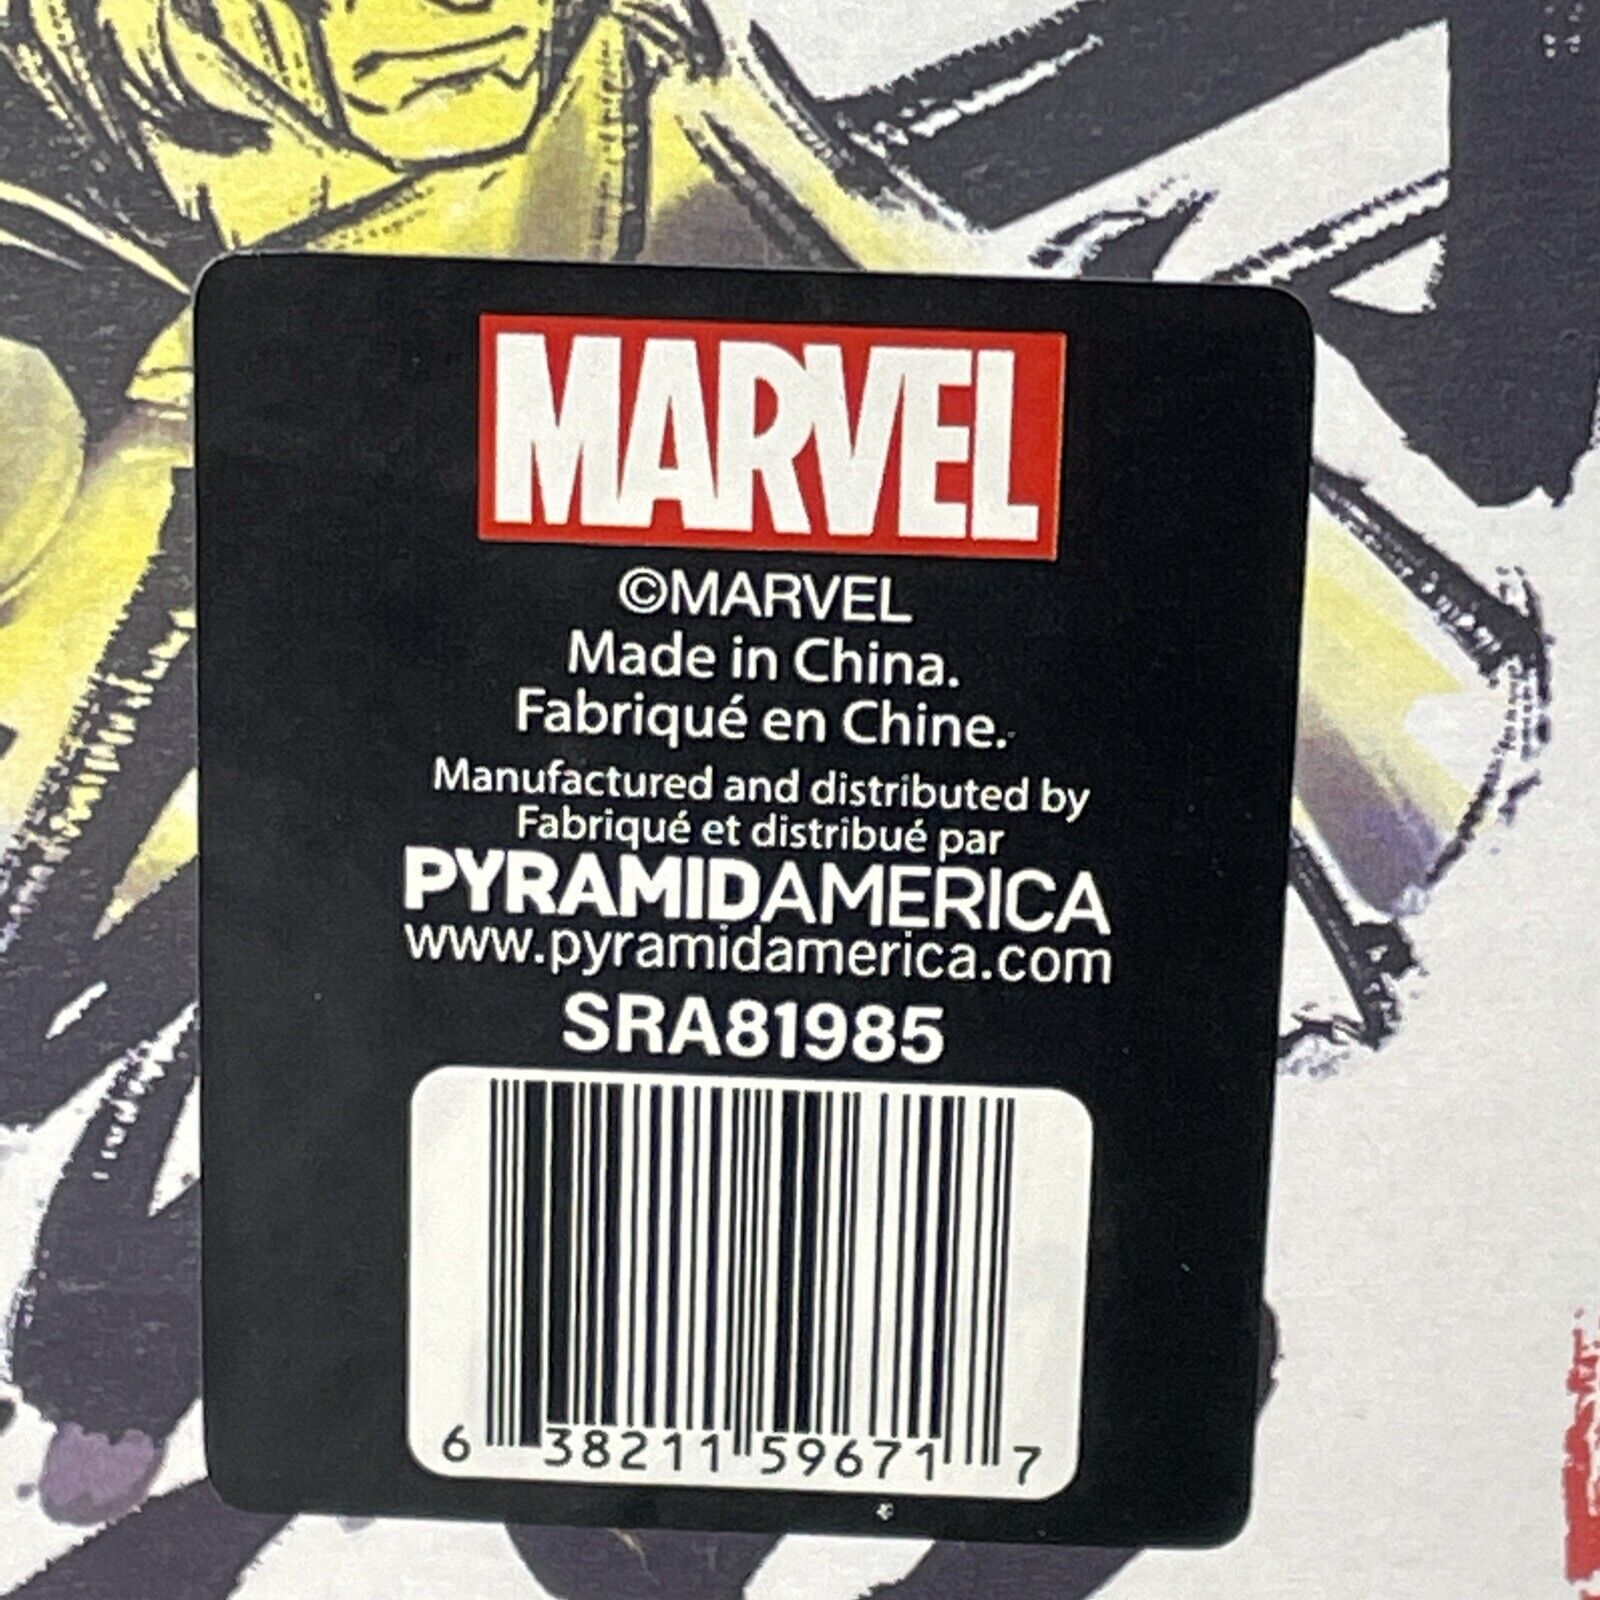 MARVEL
©MARVEL
Made in China.
Fabriqué en Chine.
Manufactured and distributed by
Fabriqué et distribué par
PYRAMIDAMERICA
www.pyramidamerica.com
SRA81985
6 38211 59671 7